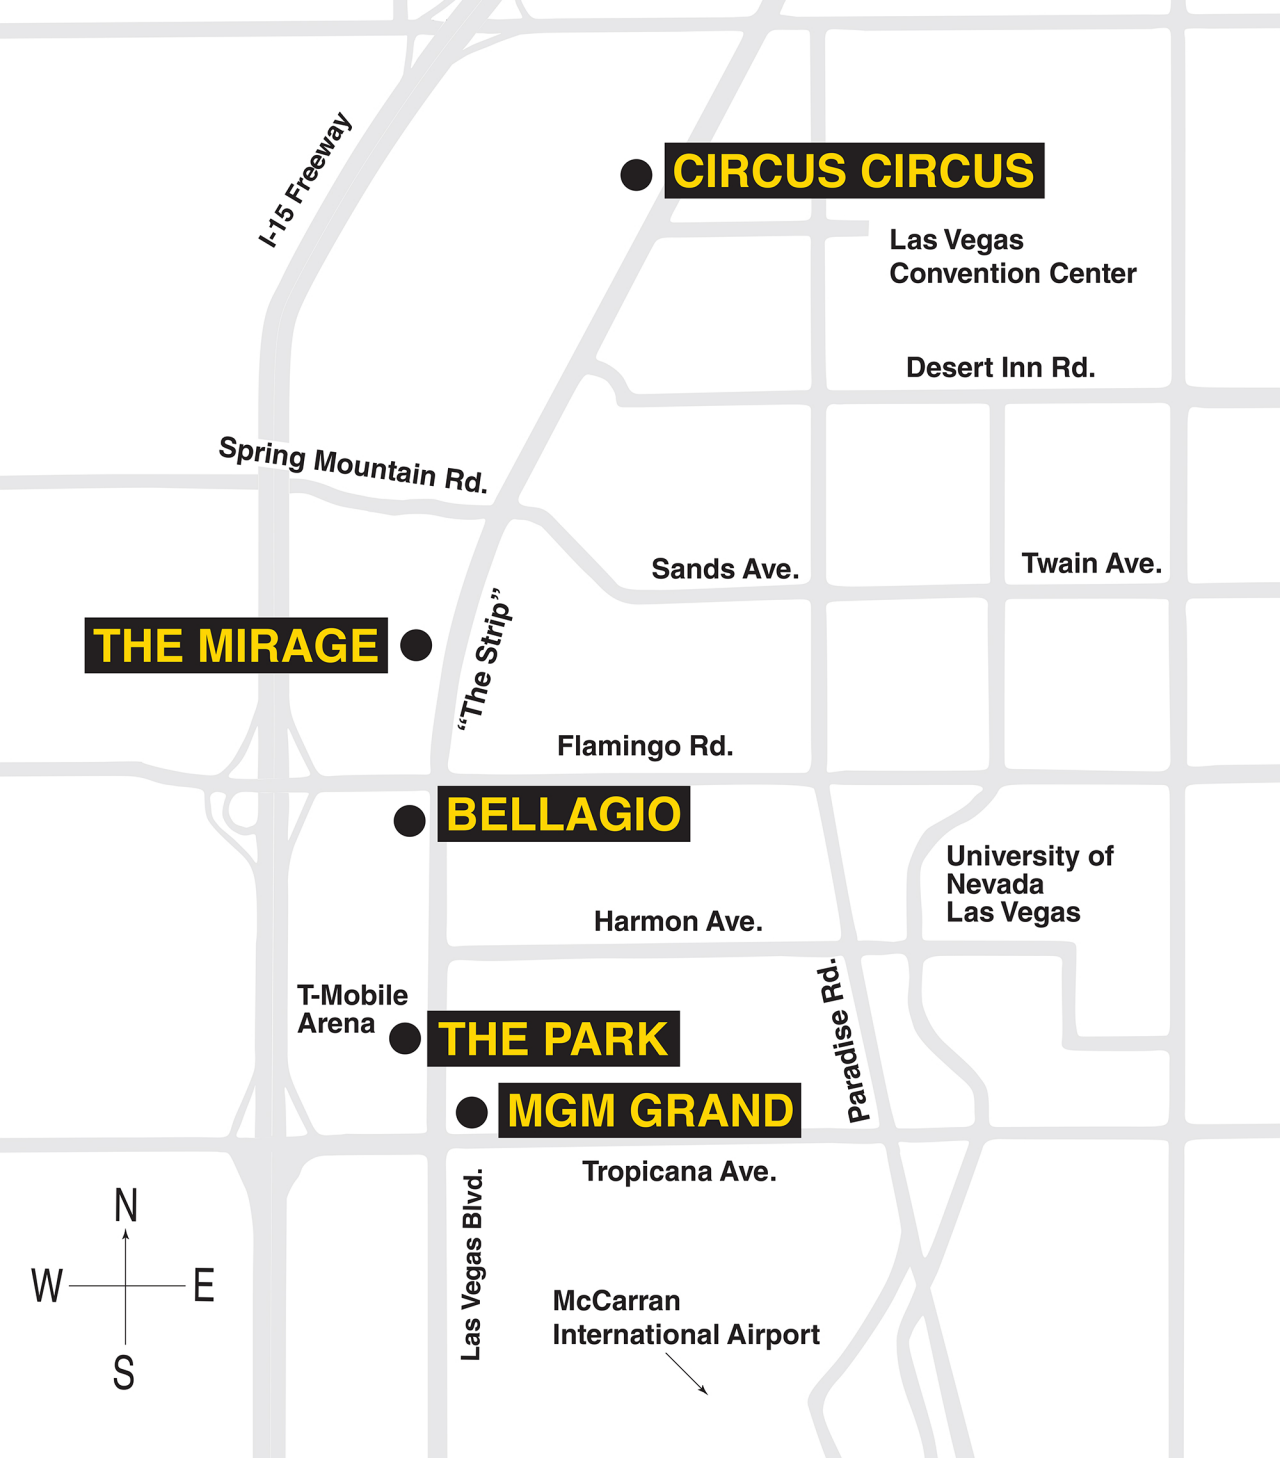 I-15 Freeway
CIRCUS CIRCUS
Las Vegas
Convention Center
Desert Inn Rd.
Spring Mountain Rd.
Sands Ave.
Twain Ave.
THE MIRAGE
“The Strip”
Flamingo Rd.
BELLAGIO
University of
Nevada
Las Vegas
Harmon Ave.
T-Mobile
Arena
THE PARK
Paradise Rd.
MGM GRAND
Tropicana Ave.
Las Vegas Blvd.
N
W
E
S
McCarran
International Airport